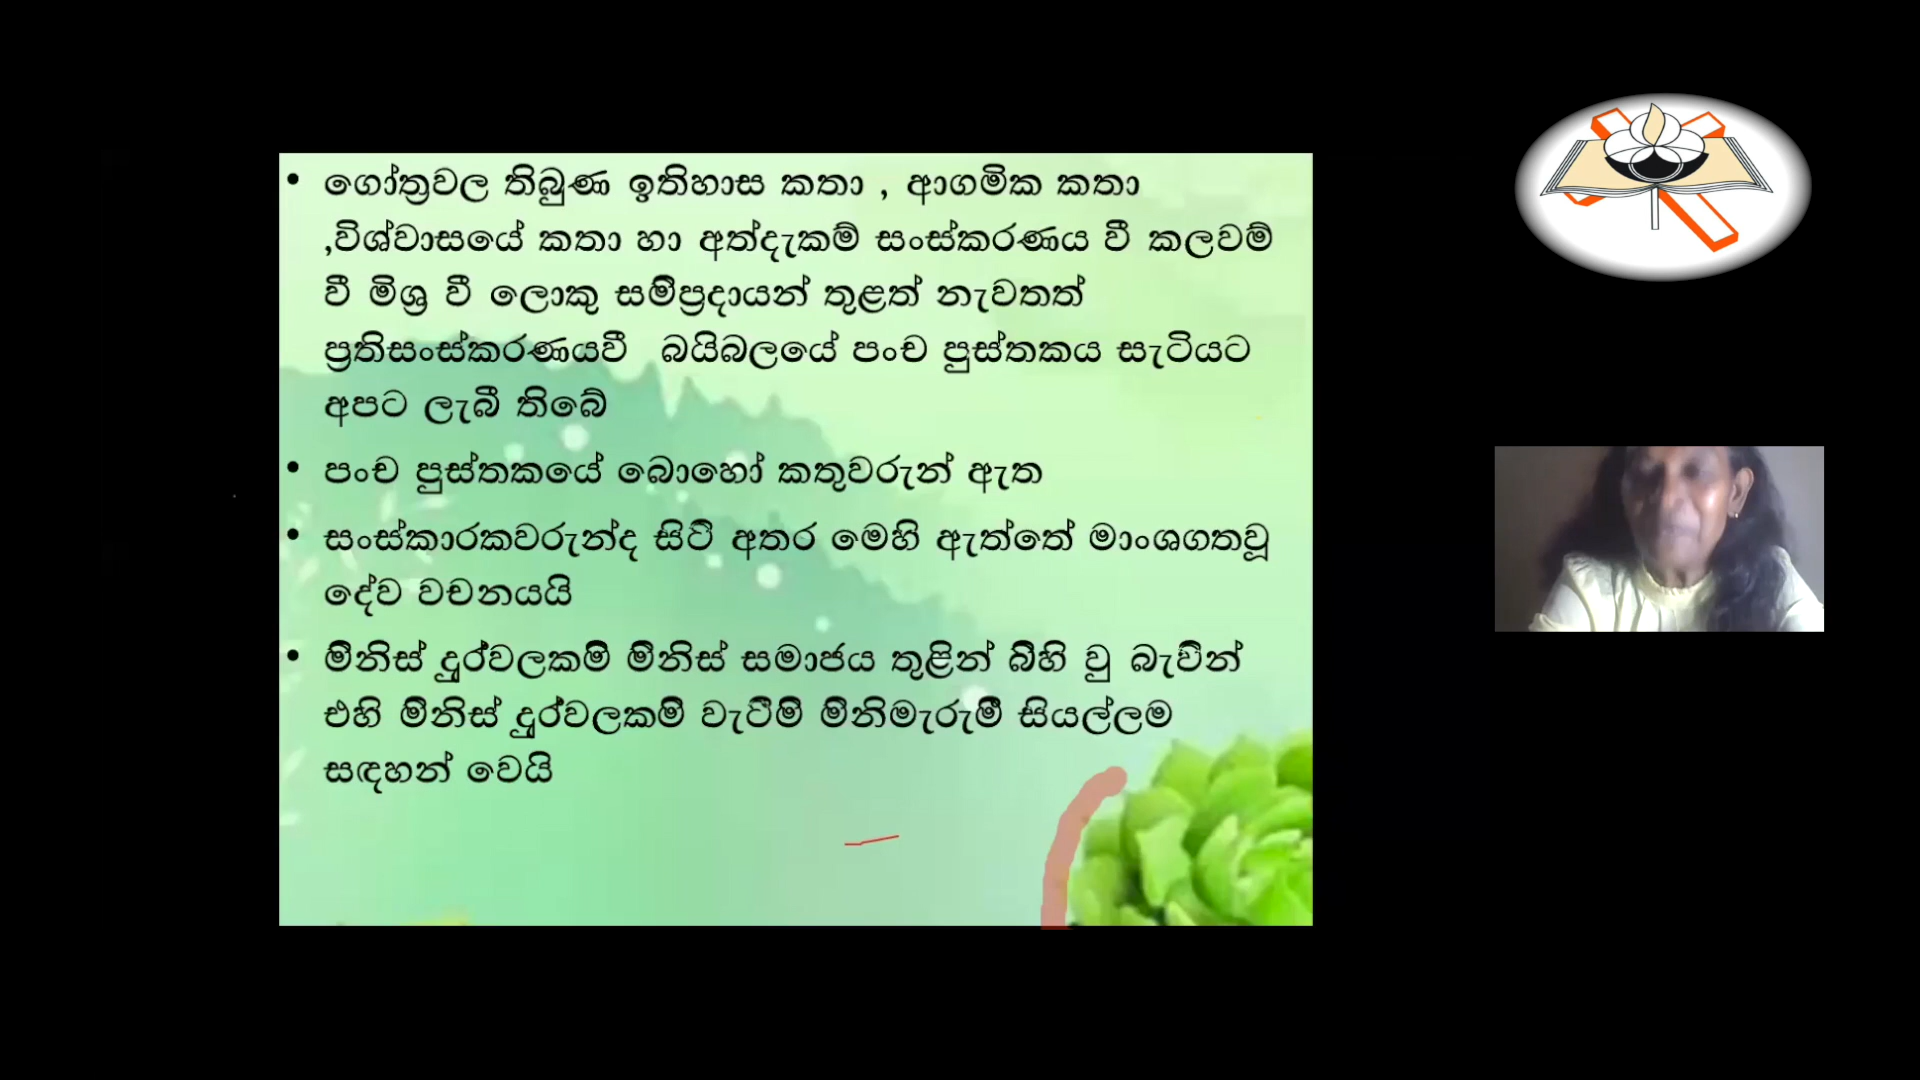 • ගෝත්‍රවල තිබුණ ඉතිහාස කතා , ආගමික කතා
,විශ්වාසයේ කතා හා අත්දැකම් සංස්කරණය වී කලවම්
වී මිශ්‍ර වී ලොකු සම්ප්‍රදායන් තුළත් නැවතත්
ප්‍රතිසංස්කරණයවී බයිබලයේ පංච පුස්තකය සැටියට
අපට ලැබී තිබේ
• පංච පුස්තකයේ බොහෝ කතුවරුන් ඇත
• සංස්කාරකවරුන්ද සිටි අතර මෙහි ඇත්තේ මාංශගතවූ
දේව වචනයයි
• මිනිස් දුර්වලකම් මිනිස් සමාජය තුළින් බිහි වු බැවින්
එහි මිනිස් දුර්වලකම් වැටීම් මිනිමැරුම් සියල්ලම
සඳහන් වෙයි